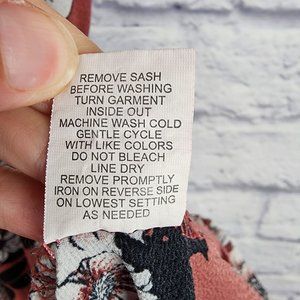 REMOVE SASH
BEFORE WASHING
TURN GARMENT
INSIDE OUT
MACHINE WASH COLD
GENTLE CYCLE
WITH LIKE COLORS
DO NOT BLEACH
LINE DRY
REMOVE PROMPTLY
IRON ON REVERSE SIDE
ON LOWEST SETTING
AS NEEDED